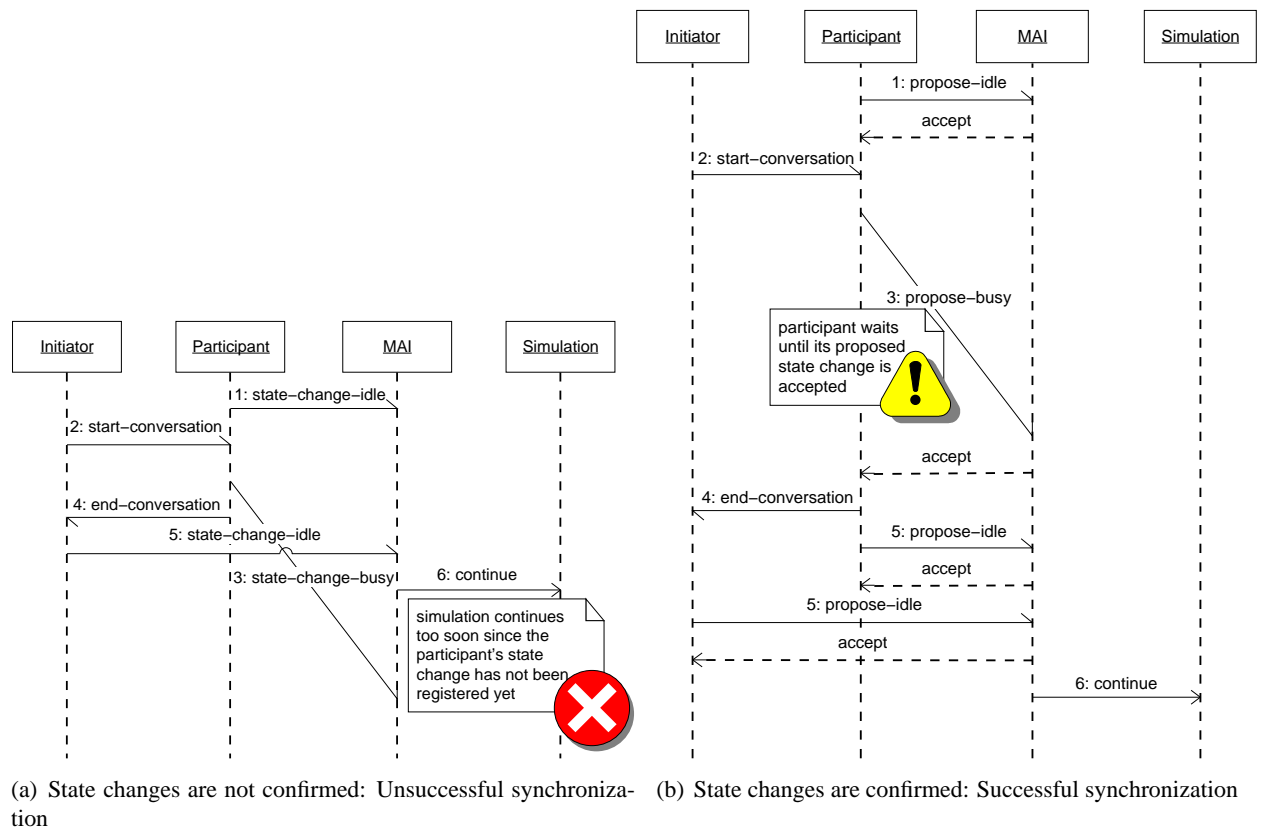 Initiator
Participant
MAI
Simulation
1: state−change−idle
2: start−conversation
4: end−conversation
5: state−change−idle
3: state−change−busy
6: continue
simulation continues
too soon since the
participant's state
change has not been
registered yet
(a) State changes are not confirmed: Unsuccessful synchroniza-
tion
Initiator
Participant
MAI
Simulation
1: propose−idle
accept
2: start−conversation
3: propose−busy
participant waits
until its proposed
state change is
accepted
accept
4: end−conversation
5: propose−idle
accept
5: propose−idle
accept
6: continue
(b) State changes are confirmed: Successful synchronization